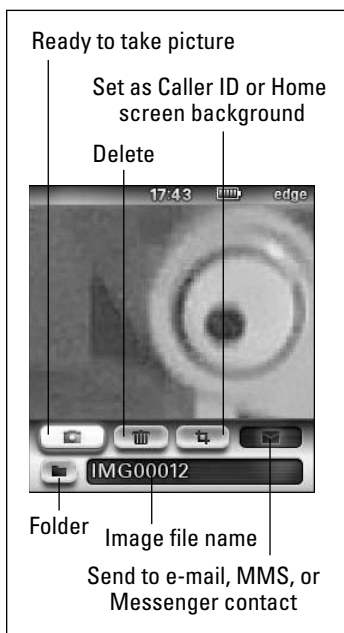 Ready to take picture
Set as Caller ID or Home
screen background
Delete
17:43 edge
IMG00012
Folder
Image file name
Send to e-mail, MMS, or
Messenger contact